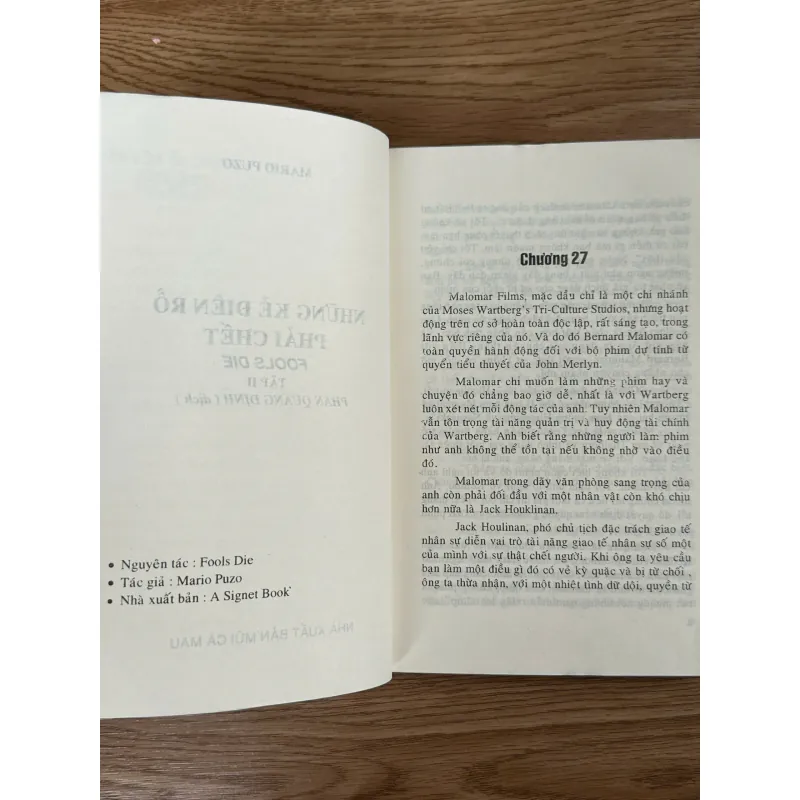 MARIO PUZO
NHỮNG KẺ ĐIÊN RỒ
PHẢI CHẾT
FOOLS DIE
TẬP II
PHAN QUANG ĐỊNH ( dịch )
• Nguyên tác : Fools Die
• Tác giả : Mario Puzo
• Nhà xuất bản : A Signet Book
NHÀ XUẤT BẢN MŨI CÀ MAU
Chương 27
Malomar Films, mặc dầu chỉ là một chi nhánh
của Moses Wartberg's Tri-Culture Studios, nhưng hoạt
động trên cơ sở hoàn toàn độc lập, rất sáng tạo, trong
lãnh vực riêng của nó. Và do đó Bernard Malomar có
toàn quyền hành động đối với bộ phim dự tính từ
quyển tiểu thuyết của John Merlyn.
Malomar chỉ muốn làm những phim hay và
chuyện đó chẳng bao giờ dễ, nhất là với Wartberg
luôn xét nét mỗi động tác của anh. Tuy nhiên Malomar
vẫn tôn trọng tài năng quản trị và huy động tài chính
của Wartberg. Anh biết rằng những người làm phim
như anh không thể tồn tại nếu không nhờ vào điều
đó.
Malomar trong dãy văn phòng sang trọng của
anh còn phải đối đầu với một nhân vật còn khó chịu
hơn nữa là Jack Houklinan.
Jack Houlinan, phó chủ tịch đặc trách giao tế
nhân sự diễn vai trò tài năng giao tế nhân sự số một
của mình với sự thật chết người. Khi ông ta yêu cầu
bạn làm một điều gì đó có vẻ kỳ quặc và bị từ chối ,
ông ta thừa nhận, với một nhiệt tình dữ dội, quyền từ